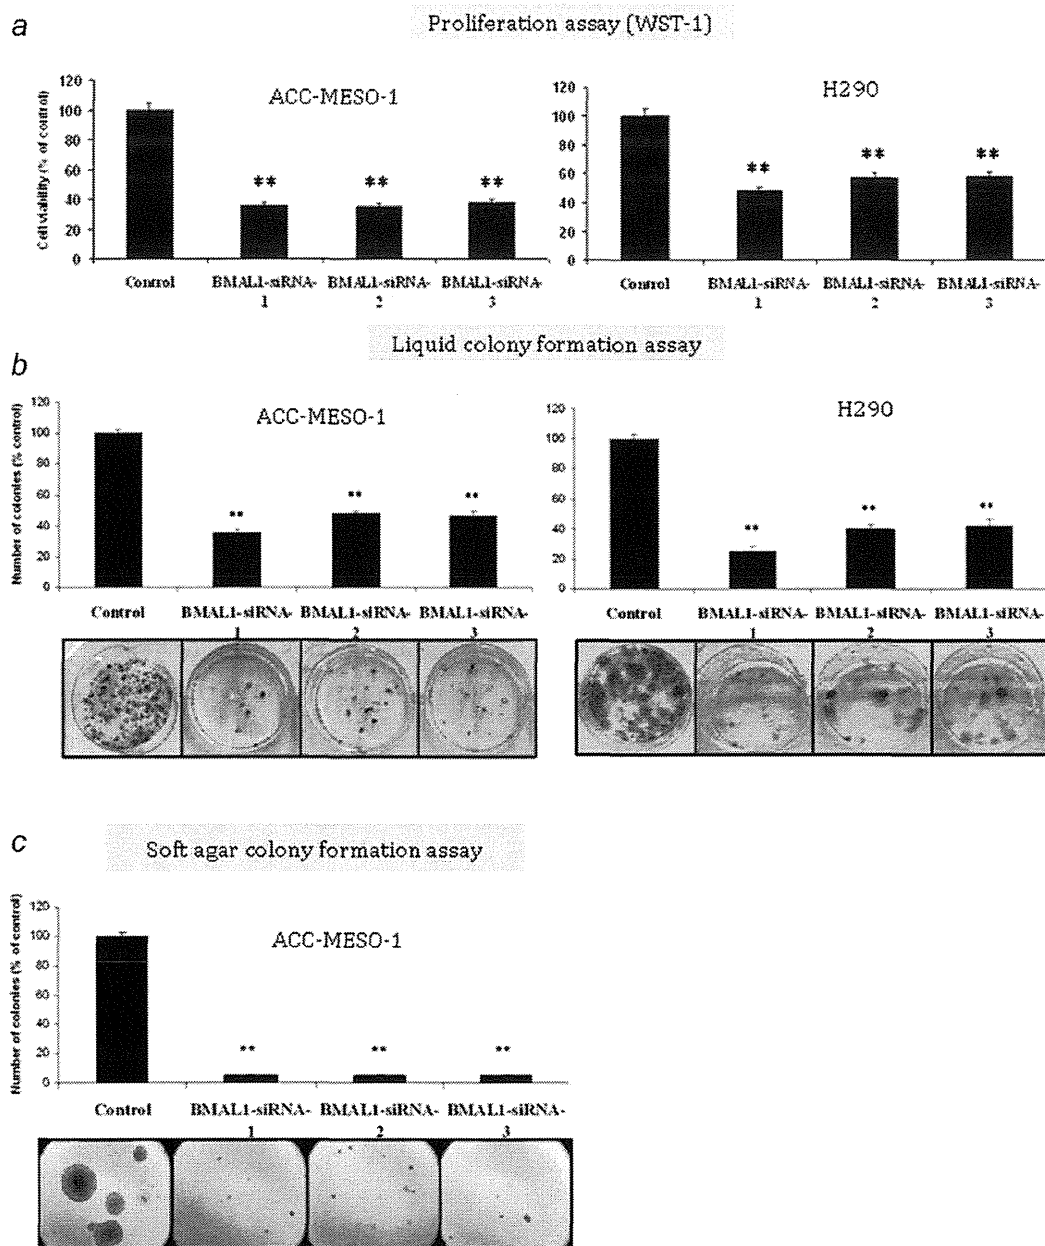 a
Proliferation assay (WST-1)
ACC-MESO-1
Cell viability (% of control)
120
100
80
60
40
20
0
** ** **
Control BMAL1-siRNA-1 BMAL1-siRNA-2 BMAL1-siRNA-3
H290
120
100
80
60
40
20
0
** ** **
Control BMAL1-siRNA-1 BMAL1-siRNA-2 BMAL1-siRNA-3
b
Liquid colony formation assay
ACC-MESO-1
Number of colonies (% control)
120
100
80
60
40
20
0
** ** **
Control BMAL1-siRNA-1 BMAL1-siRNA-2 BMAL1-siRNA-3
H290
120
100
80
60
40
20
0
** ** **
Control BMAL1-siRNA-1 BMAL1-siRNA-2 BMAL1-siRNA-3
c
Soft agar colony formation assay
ACC-MESO-1
Number of colonies (% of control)
120
100
80
60
40
20
0
** ** **
Control BMAL1-siRNA-1 BMAL1-siRNA-2 BMAL1-siRNA-3